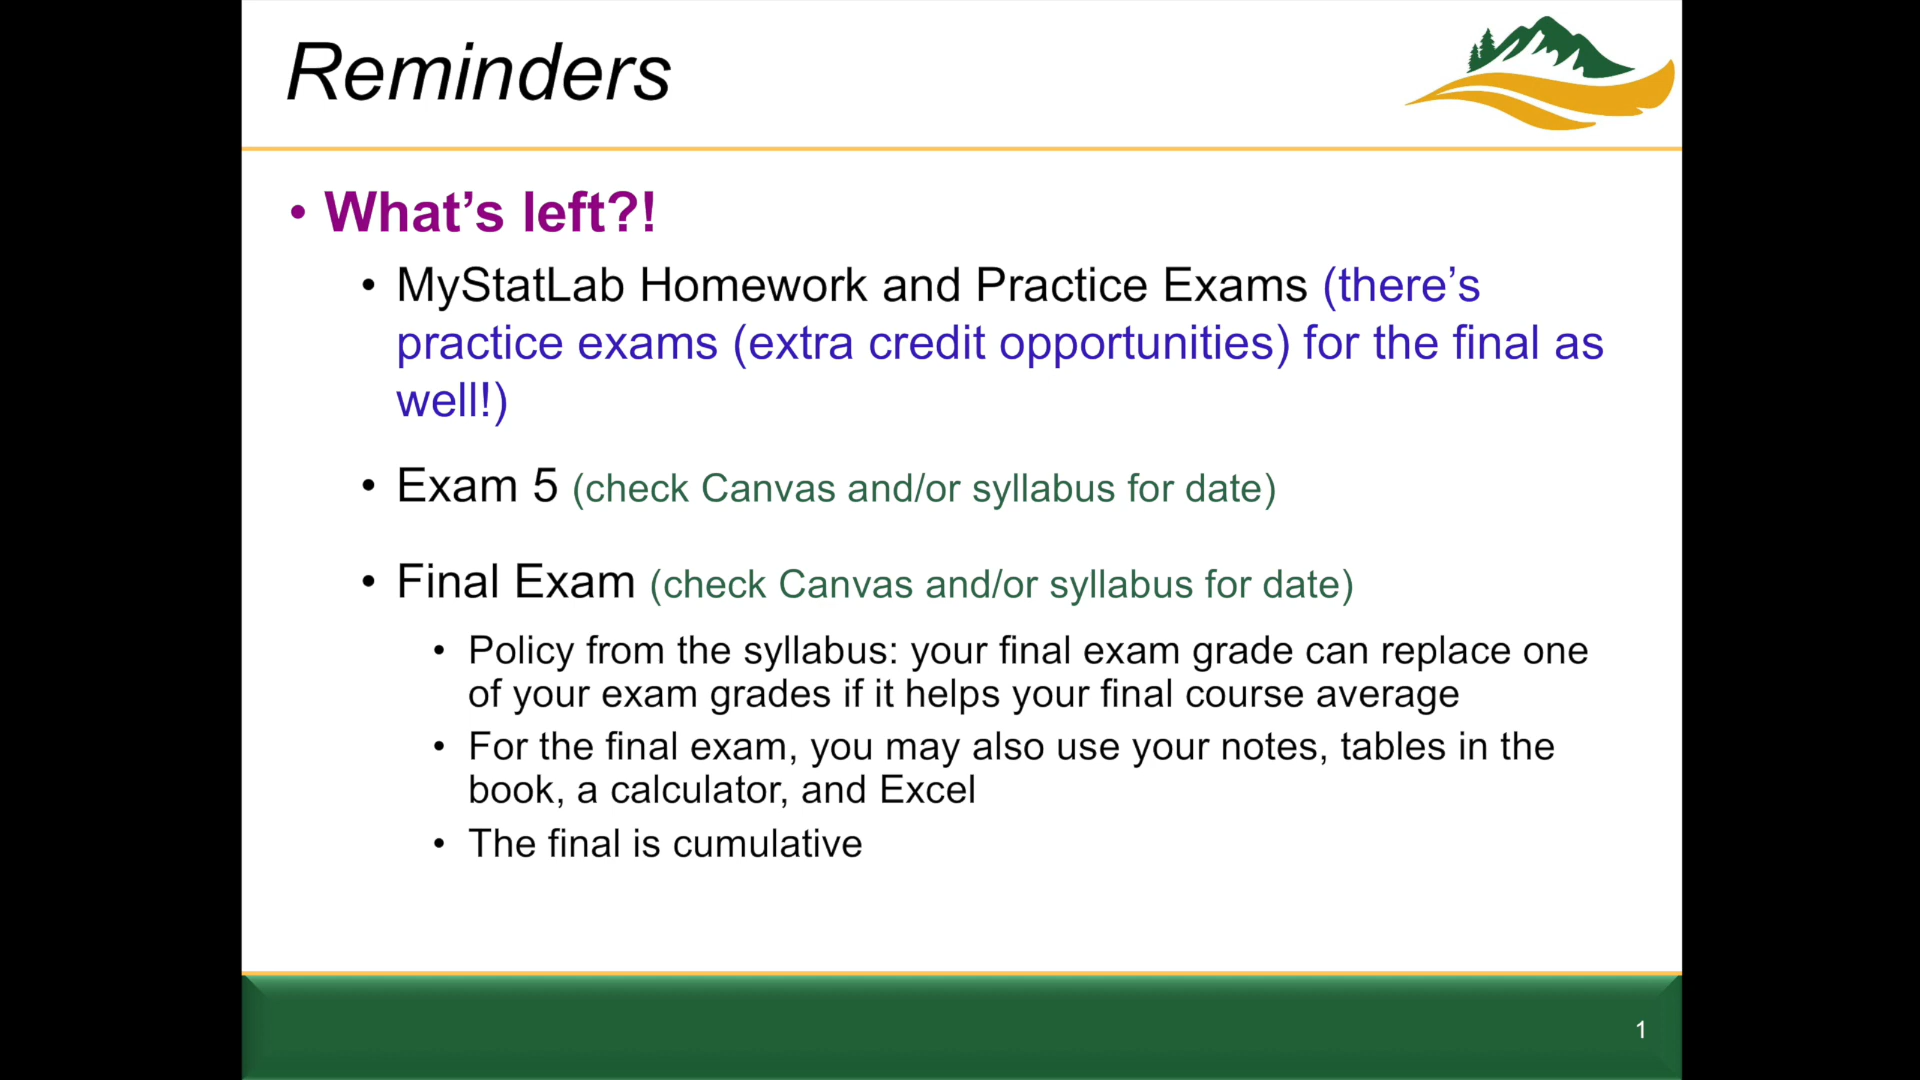 Reminders
• What’s left?!
• MyStatLab Homework and Practice Exams (there’s
practice exams (extra credit opportunities) for the final as
well!)
• Exam 5 (check Canvas and/or syllabus for date)
• Final Exam (check Canvas and/or syllabus for date)
• Policy from the syllabus: your final exam grade can replace one
of your exam grades if it helps your final course average
• For the final exam, you may also use your notes, tables in the
book, a calculator, and Excel
• The final is cumulative
1